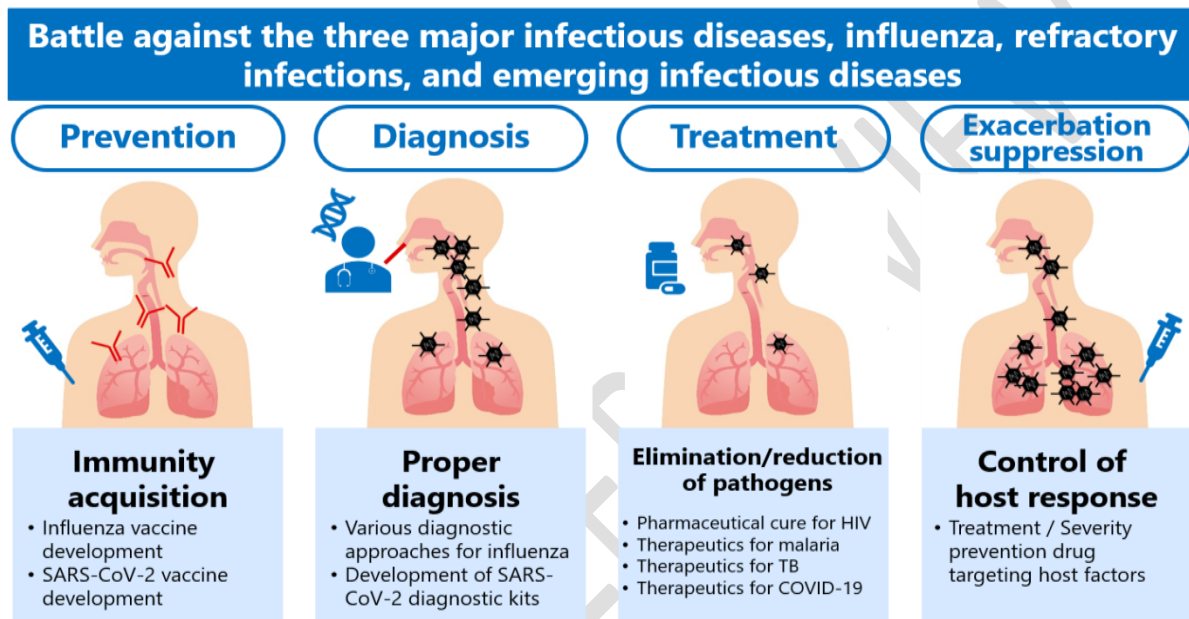 Battle against the three major infectious diseases, influenza, refractory
infections, and emerging infectious diseases
Prevention
Diagnosis
Treatment
Exacerbation
suppression
Immunity
acquisition
• Influenza vaccine
development
• SARS-CoV-2 vaccine
development
Proper
diagnosis
• Various diagnostic
approaches for influenza
• Development of SARS-
CoV-2 diagnostic kits
Elimination/reduction
of pathogens
• Pharmaceutical cure for HIV
• Therapeutics for malaria
• Therapeutics for TB
• Therapeutics for COVID-19
Control of
host response
• Treatment / Severity
prevention drug
targeting host factors